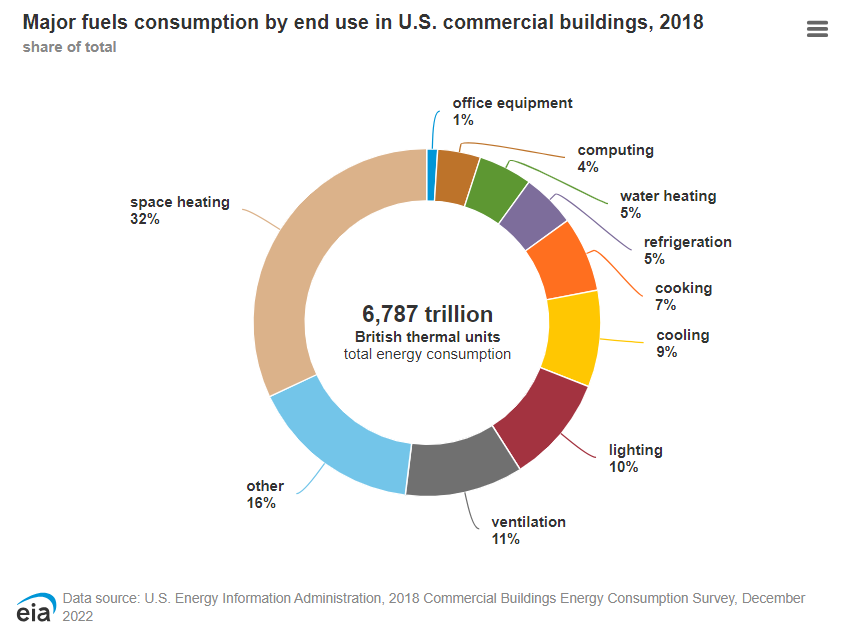 Major fuels consumption by end use in U.S. commercial buildings, 2018
share of total
office equipment
1%
computing
4%
water heating
5%
refrigeration
5%
cooking
7%
cooling
9%
lighting
10%
ventilation
11%
other
16%
space heating
32%
6,787 trillion
British thermal units
total energy consumption
eia
Data source: U.S. Energy Information Administration, 2018 Commercial Buildings Energy Consumption Survey, December
2022